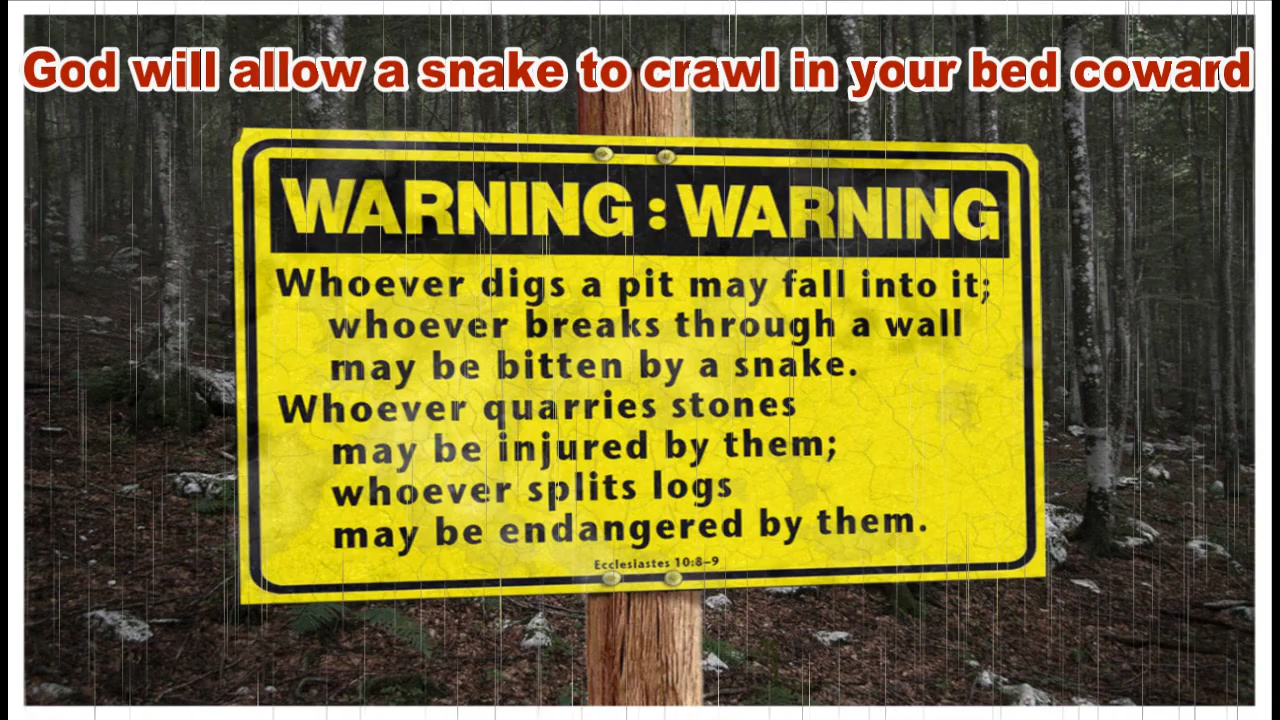 God will allow a snake to crawl in your bed coward
WARNING : WARNING
Whoever digs a pit may fall into it;
whoever breaks through a wall
may be bitten by a snake.
Whoever quarries stones
may be injured by them;
whoever splits logs
may be endangered by them.
Ecclesiastes 10:8–9